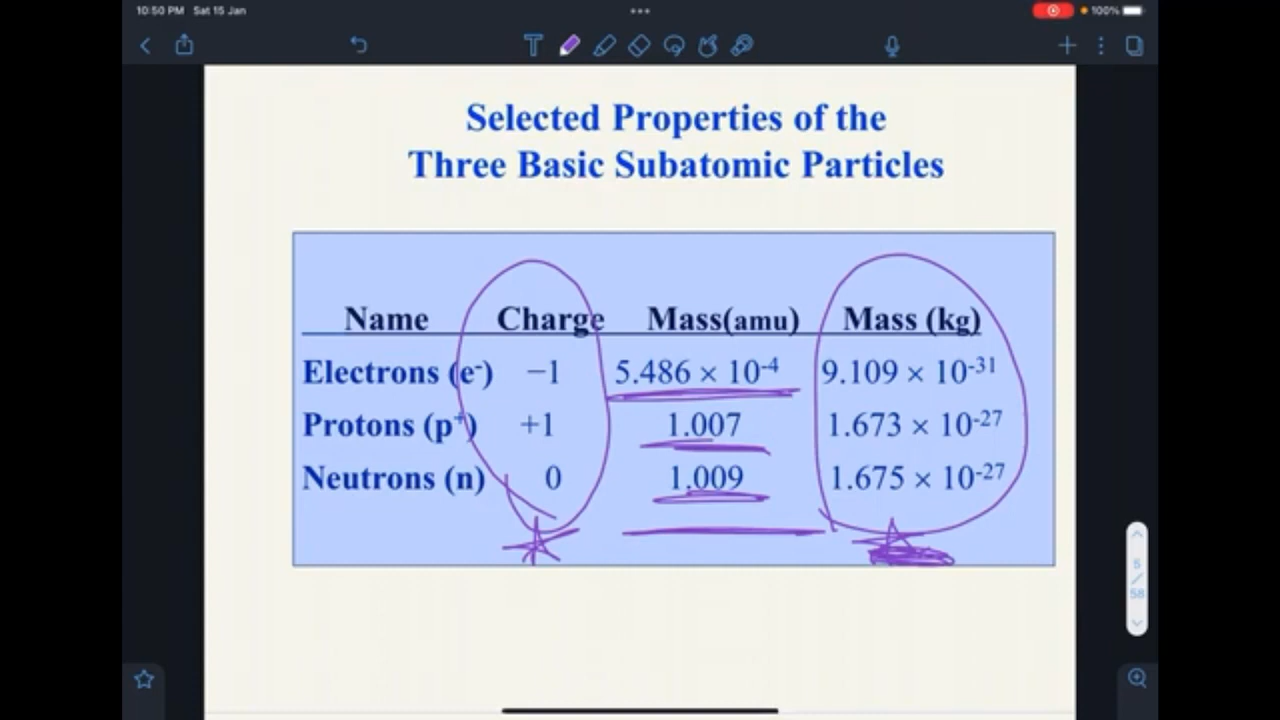 10:50 PM Sat 15 Jan
100%
T
Selected Properties of the
Three Basic Subatomic Particles
Name Charge Mass(amu) Mass (kg)
Electrons (e⁻) −1 5.486 × 10⁻⁴ 9.109 × 10⁻³¹
Protons (p⁺) +1 1.007 1.673 × 10⁻²⁷
Neutrons (n) 0 1.009 1.675 × 10⁻²⁷
5
/
58